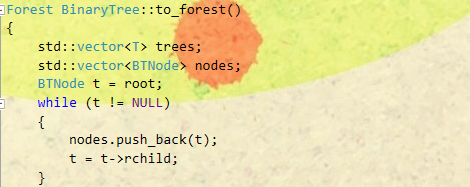 Forest BinaryTree::to_forest()
{
    std::vector<T> trees;
    std::vector<BTNode> nodes;
    BTNode t = root;
    while (t != NULL)
    {
        nodes.push_back(t);
        t = t->rchild;
    }